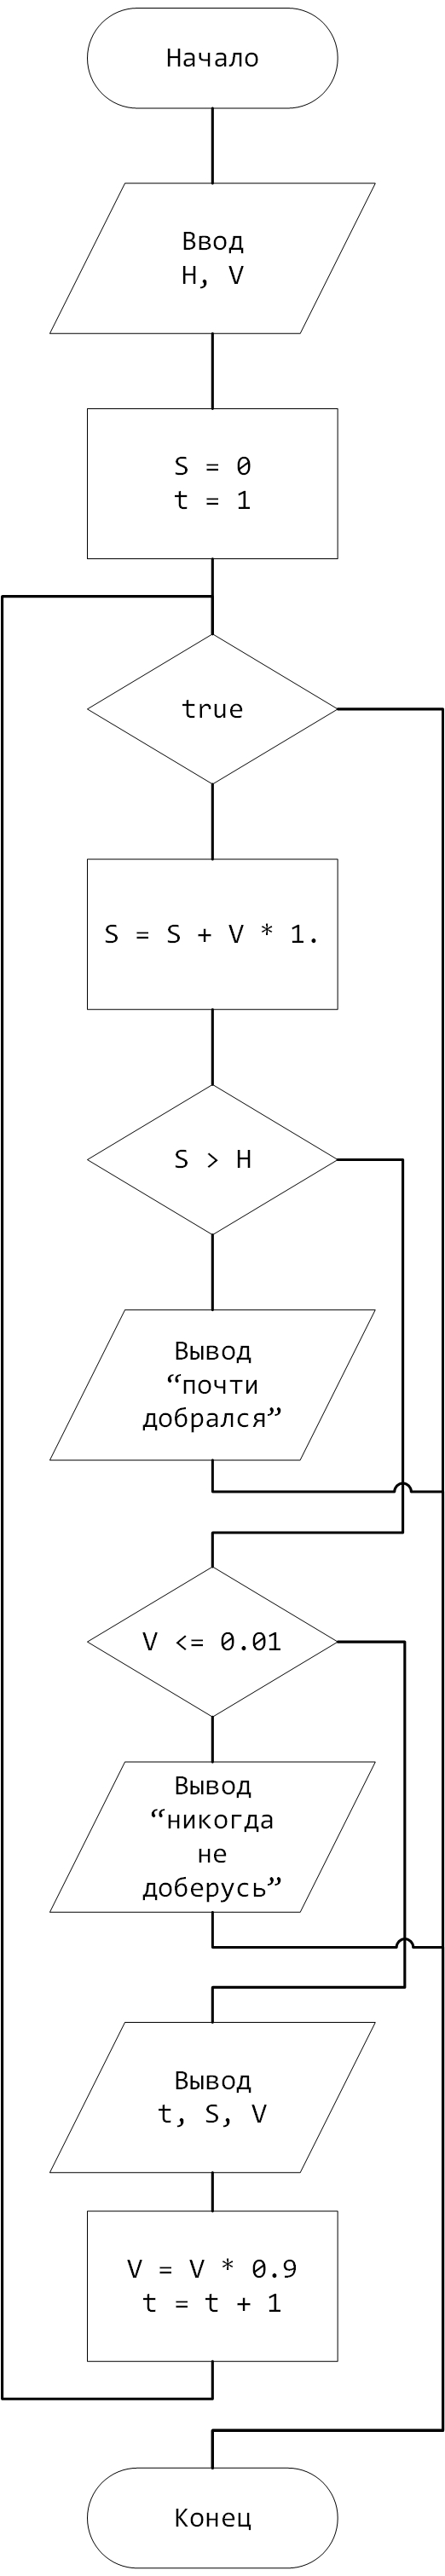 Начало
Ввод
H, V
S = 0
t = 1
true
S = S + V * 1.
S > H
Вывод
“почти
добрался”
V <= 0.01
Вывод
“никогда
не
доберусь”
Вывод
t, S, V
V = V * 0.9
t = t + 1
Конец